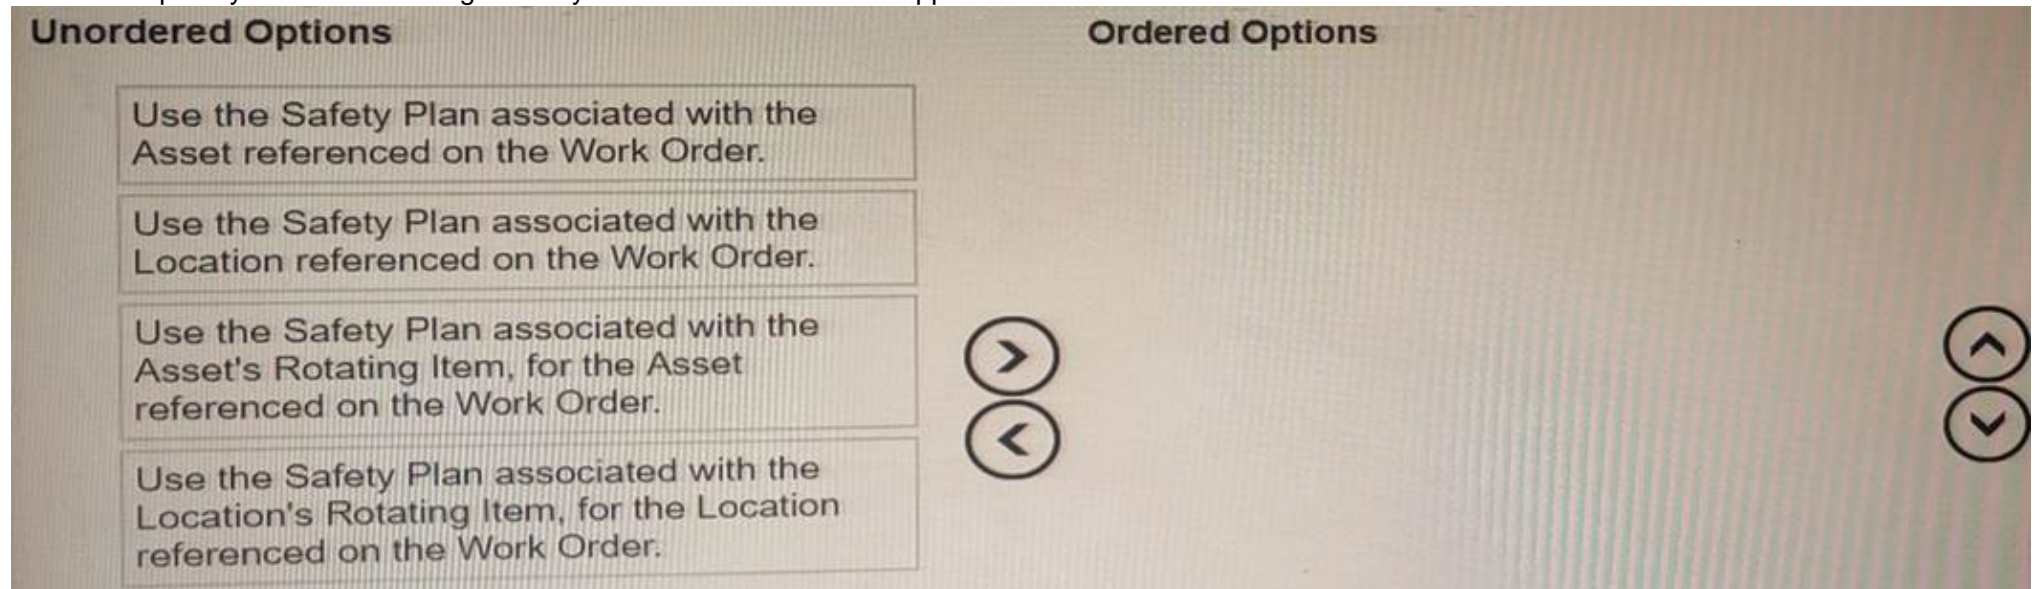 Unordered Options
Ordered Options
Use the Safety Plan associated with the
Asset referenced on the Work Order.
Use the Safety Plan associated with the
Location referenced on the Work Order.
Use the Safety Plan associated with the
Asset's Rotating Item, for the Asset
referenced on the Work Order.
Use the Safety Plan associated with the
Location's Rotating Item, for the Location
referenced on the Work Order.